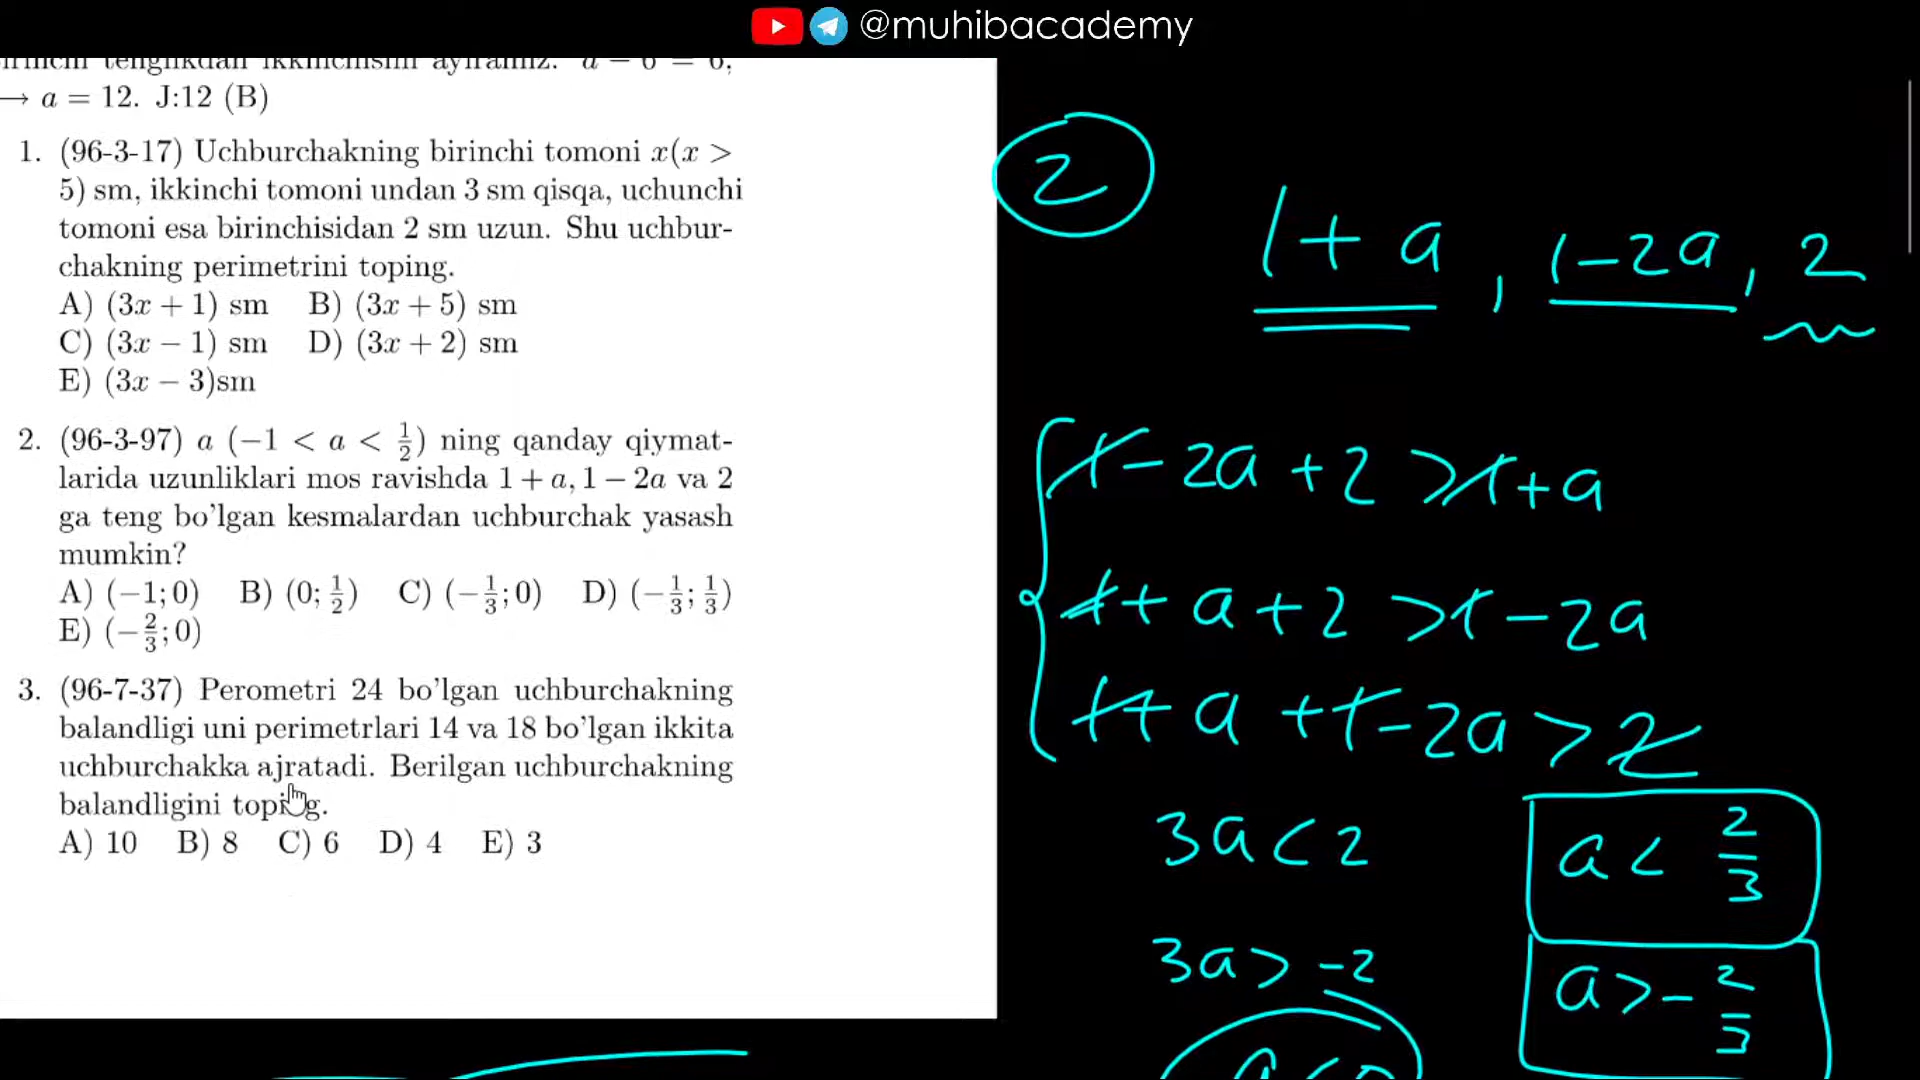 @muhibacademy
→ a = 12. J:12 (B)
1. (96-3-17) Uchburchakning birinchi tomoni x(x >
5) sm, ikkinchi tomoni undan 3 sm qisqa, uchunchi
tomoni esa birinchisidan 2 sm uzun. Shu uchbur-
chakning perimetrini toping.
A) (3x + 1) sm B) (3x + 5) sm
C) (3x − 1) sm D) (3x + 2) sm
E) (3x − 3)sm
2. (96-3-97) a (−1 < a < 1/2) ning qanday qiymat-
larida uzunliklari mos ravishda 1 + a, 1 − 2a va 2
ga teng bo'lgan kesmalardan uchburchak yasash
mumkin?
A) (−1; 0) B) (0; 1/2) C) (−1/3; 0) D) (−1/3; 1/3)
E) (−2/3; 0)
3. (96-7-37) Perometri 24 bo'lgan uchburchakning
balandligi uni perimetrlari 14 va 18 bo'lgan ikkita
uchburchakka ajratadi. Berilgan uchburchakning
balandligini toping.
A) 10 B) 8 C) 6 D) 4 E) 3
2
1 + a, 1 − 2a, 2
1 − 2a + 2 > 1 + a
1 + a + 2 > 1 − 2a
1 + a + 1 − 2a > 2
3a < 2 a < 2/3
3a > −2 a > − 2/3